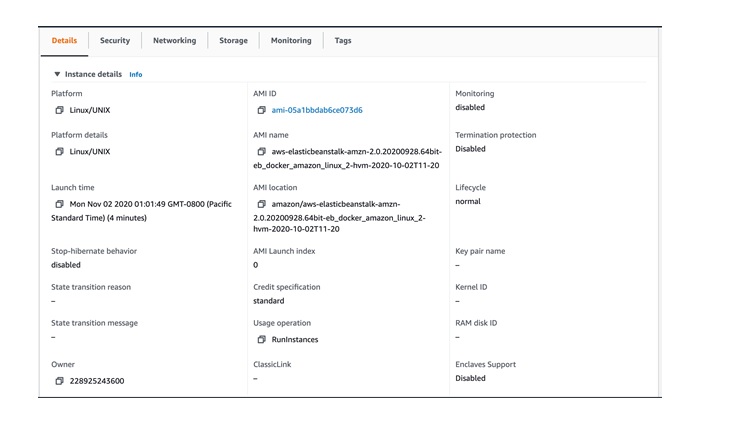 Details Security Networking Storage Monitoring Tags
▼ Instance details Info
Platform
Linux/UNIX
AMI ID
ami-05a1bbdab6ce073d6
Monitoring
disabled
Platform details
Linux/UNIX
AMI name
aws-elasticbeanstalk-amzn-2.0.20200928.64bit-
eb_docker_amazon_linux_2-hvm-2020-10-02T11-20
Termination protection
Disabled
Launch time
Mon Nov 02 2020 01:01:49 GMT-0800 (Pacific
Standard Time) (4 minutes)
AMI location
amazon/aws-elasticbeanstalk-amzn-
2.0.20200928.64bit-eb_docker_amazon_linux_2-
hvm-2020-10-02T11-20
Lifecycle
normal
Stop-hibernate behavior
disabled
AMI Launch index
0
Key pair name
–
State transition reason
–
Credit specification
standard
Kernel ID
–
State transition message
–
Usage operation
RunInstances
RAM disk ID
–
Owner
228925243600
ClassicLink
–
Enclaves Support
Disabled